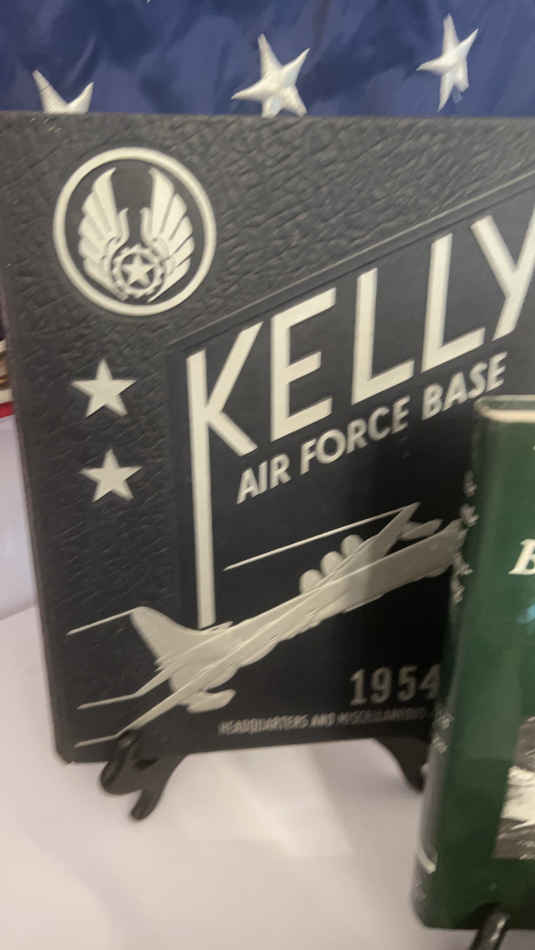 KELLY
AIR FORCE BASE
1954
HEADQUARTERS AND MISCELLANEOUS
B